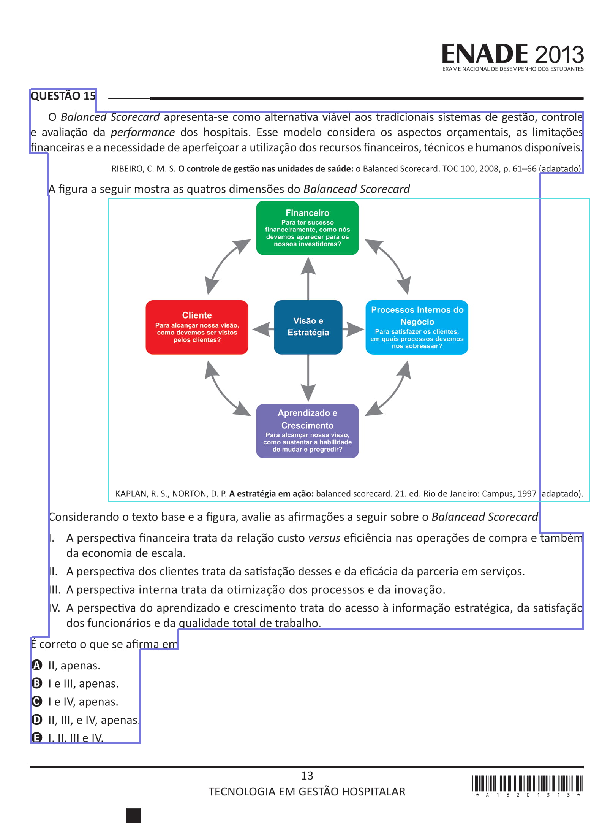 ENADE 2013
EXAME NACIONAL DE DESEMPENHO DOS ESTUDANTES
QUESTÃO 15
O Balanced Scorecard apresenta-se como alternativa viável aos tradicionais sistemas de gestão, controle
e avaliação da performance dos hospitais. Esse modelo considera os aspectos orçamentais, as limitações
financeiras e a necessidade de aperfeiçoar a utilização dos recursos financeiros, técnicos e humanos disponíveis.
RIBEIRO, C. M. S. O controle de gestão nas unidades de saúde: o Balanced Scorecard. TOC 100, 2008, p. 61–66 (adaptado).
A figura a seguir mostra as quatros dimensões do Balancead Scorecard
Financeiro
Para ter sucesso
financeiramente, como nós
devemos aparecer para os
nossos investidores?
Cliente
Para alcançar nossa visão,
como devemos ser vistos
pelos clientes?
Visão e
Estratégia
Processos Internos do
Negócio
Para satisfazer os clientes,
em quais processos devemos
nos sobressair?
Aprendizado e
Crescimento
Para alcançar nossa visão,
como sustentar a habilidade
de mudar e progredir?
KAPLAN, R. S., NORTON, D. P. A estratégia em ação: balanced scorecard. 21. ed. Rio de Janeiro: Campus, 1997 (adaptado).
Considerando o texto base e a figura, avalie as afirmações a seguir sobre o Balancead Scorecard.
I. A perspectiva financeira trata da relação custo versus eficiência nas operações de compra e também
da economia de escala.
II. A perspectiva dos clientes trata da satisfação desses e da eficácia da parceria em serviços.
III. A perspectiva interna trata da otimização dos processos e da inovação.
IV. A perspectiva do aprendizado e crescimento trata do acesso à informação estratégica, da satisfação
dos funcionários e da qualidade total de trabalho.
É correto o que se afirma em
A II, apenas.
B I e III, apenas.
C I e IV, apenas.
D II, III, e IV, apenas.
E I, II, III e IV.
13
TECNOLOGIA EM GESTÃO HOSPITALAR